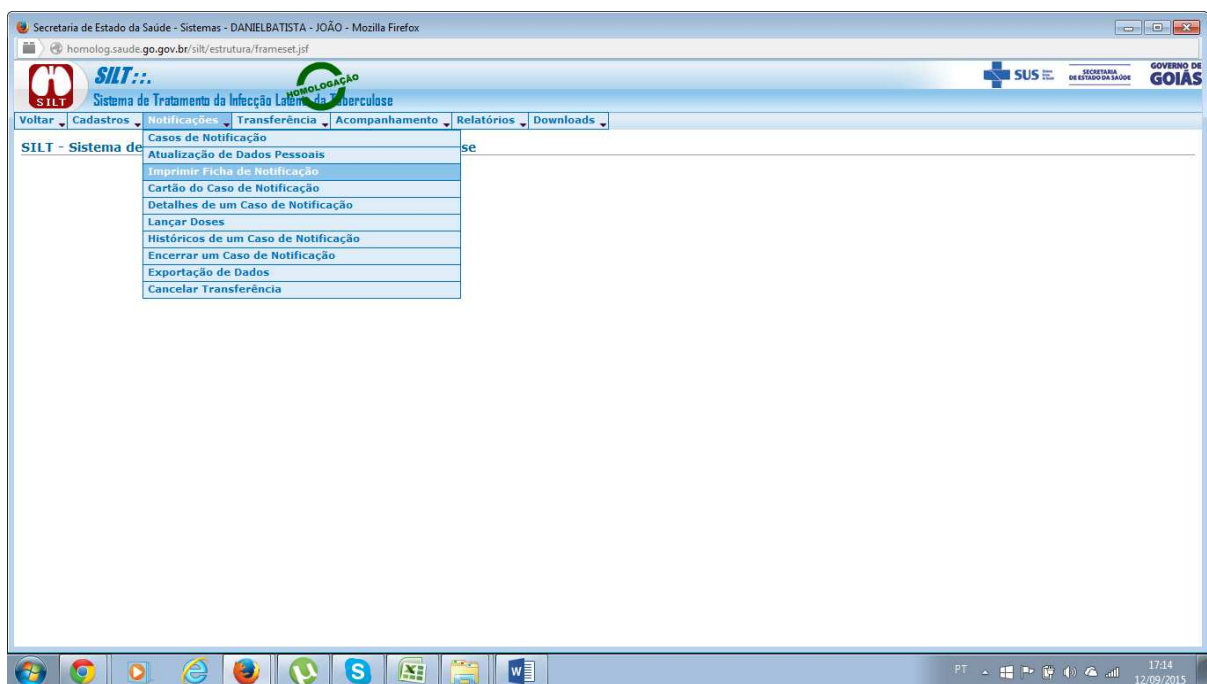 Secretaria de Estado da Saúde - Sistemas - DANIELBATISTA - JOÃO - Mozilla Firefox
homolog.saude.go.gov.br/silt/estrutura/frameset.jsf
SILT::.
HOMOLOGAÇÃO
SUS
SECRETARIA DE ESTADO DA SAÚDE
GOVERNO DE GOIÁS
SILT
Sistema de Tratamento da Infecção Latente da Tuberculose
Voltar Cadastros Notificações Transferência Acompanhamento Relatórios Downloads
SILT - Sistema de se
Casos de Notificação
Atualização de Dados Pessoais
Imprimir Ficha de Notificação
Cartão do Caso de Notificação
Detalhes de um Caso de Notificação
Lançar Doses
Históricos de um Caso de Notificação
Encerrar um Caso de Notificação
Exportação de Dados
Cancelar Transferência
PT
17:14
12/09/2015